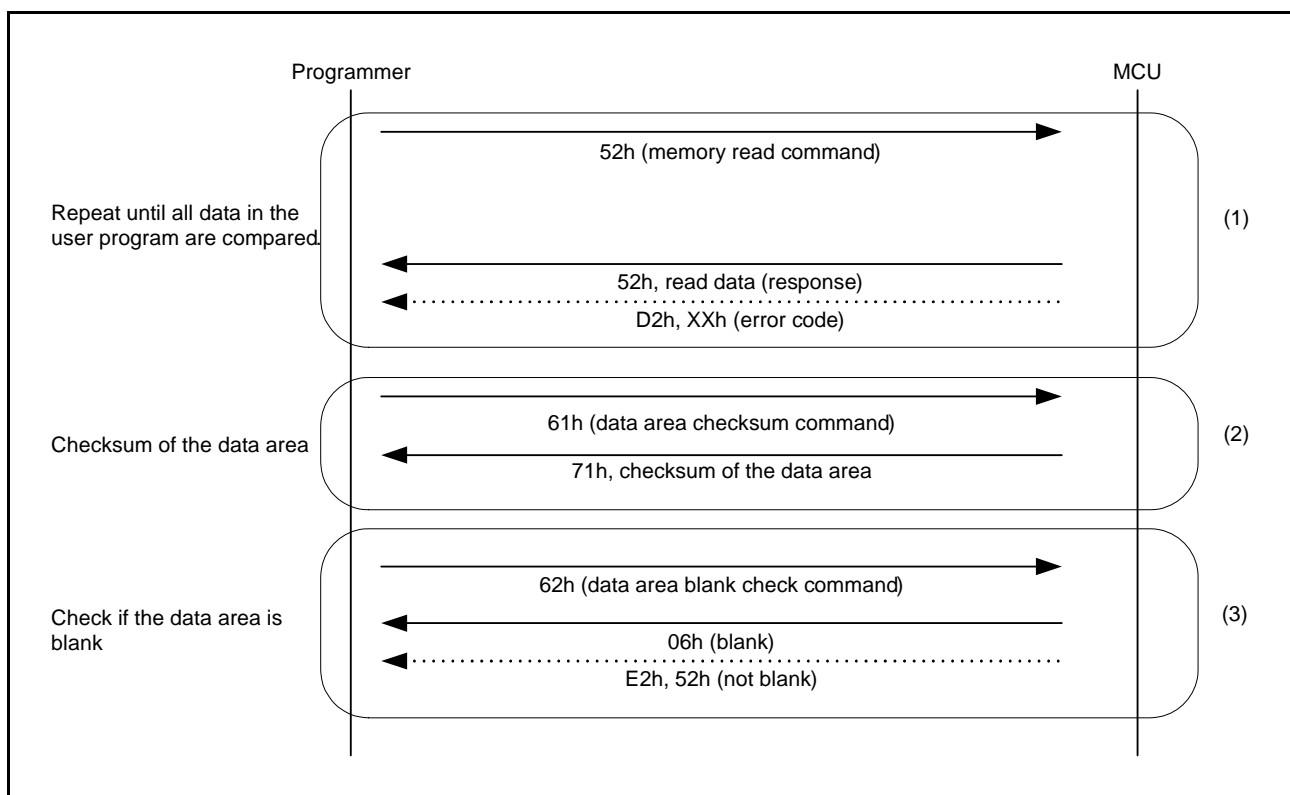 Programmer
MCU
52h (memory read command)
Repeat until all data in the
user program are compared.
(1)
52h, read data (response)
D2h, XXh (error code)
61h (data area checksum command)
Checksum of the data area
(2)
71h, checksum of the data area
62h (data area blank check command)
Check if the data area is
blank
(3)
06h (blank)
E2h, 52h (not blank)